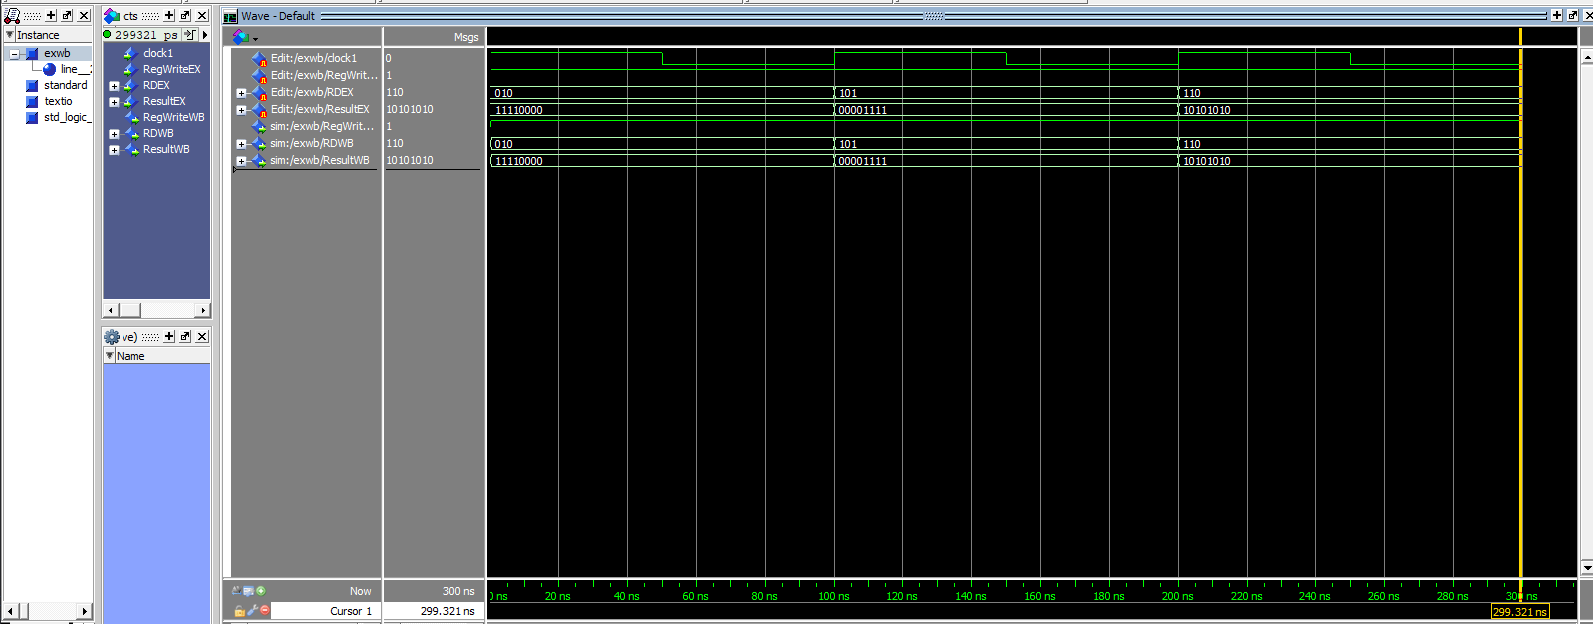 cts
Wave - Default
Instance
299321 ps
Msgs
exwb
line__2
standard
textio
std_logic_
clock1
RegWriteEX
RDEX
ResultEX
RegWriteWB
RDWB
ResultWB
Edit:/exwb/clock1 0
Edit:/exwb/RegWrit... 1
Edit:/exwb/RDEX 110 010 101 110
Edit:/exwb/ResultEX 10101010 11110000 00001111 10101010
sim:/exwb/RegWrit... 1
sim:/exwb/RDWB 110 010 101 110
sim:/exwb/ResultWB 10101010 11110000 00001111 10101010
ve)
Name
Now 300 ns
ns 20 ns 40 ns 60 ns 80 ns 100 ns 120 ns 140 ns 160 ns 180 ns 200 ns 220 ns 240 ns 260 ns 280 ns 300 ns
Cursor 1 299.321 ns 299.321 ns